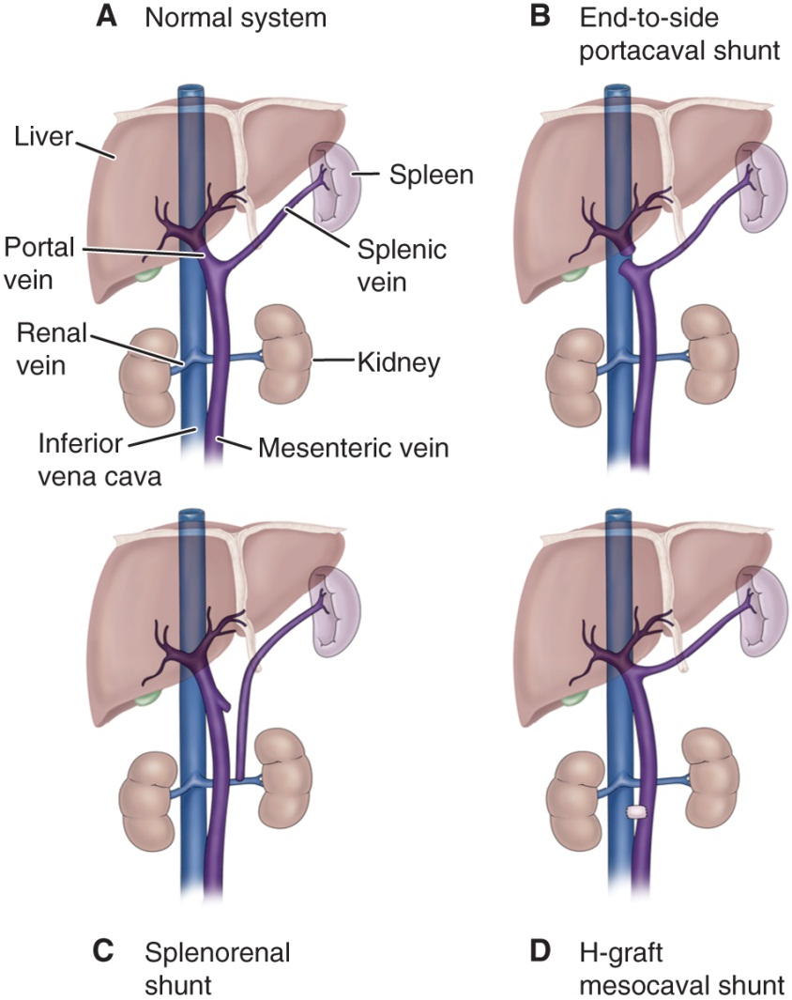 A Normal system
B End-to-side
portacaval shunt
Liver
Spleen
Portal
vein
Splenic
vein
Renal
vein
Kidney
Inferior
vena cava
Mesenteric vein
C Splenorenal
shunt
D H-graft
mesocaval shunt